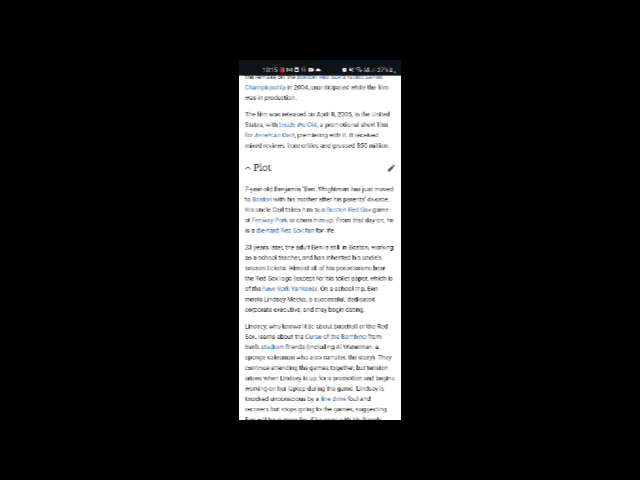 Championship in 2004, unanticipated while the film
was in production.
The film was released on April 8, 2005, in the United
States, with Inside the CIA, a promotional short film
for American Dad!, premiering with it. It received
mixed reviews from critics and grossed $50 million.
Plot
7-year-old Benjamin "Ben" Wrightman has just moved
to Boston with his mother after his parents' divorce.
His uncle Carl takes him to a Boston Red Sox game
at Fenway Park to cheer him up. From that day on, he
is a die-hard Red Sox fan for life.
23 years later, the adult Ben is still in Boston, working
as a school teacher, and has inherited his uncle's
season tickets. Almost all of his possessions bear
the Red Sox logo (except for his toilet paper, which is
of the New York Yankees). On a school trip, Ben
meets Lindsey Meeks, a successful, dedicated
corporate executive, and they begin dating.
Lindsey, who knows little about baseball or the Red
Sox, learns about the Curse of the Bambino from
Ben's stadium friends (including Al Waterman, a
sponge salesman who also narrates the story). They
continue attending the games together, but tension
arises when Lindsey is up for a promotion and begins
working on her laptop during the game. Lindsey is
knocked unconscious by a line drive foul and
recovers but stops going to the games, suggesting